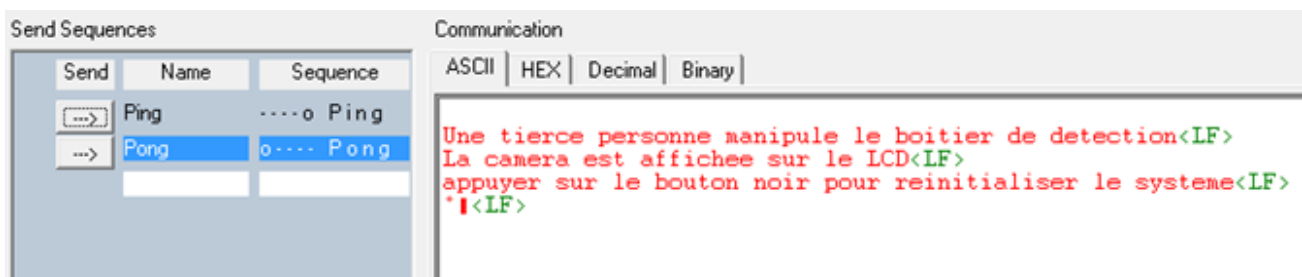 Send Sequences
Communication
Send Name Sequence
ASCII HEX Decimal Binary
---> Ping ----o Ping
---> Pong o---- Pong
Une tierce personne manipule le boitier de detection<LF>
La camera est affichee sur le LCD<LF>
appuyer sur le bouton noir pour reinitialiser le systeme<LF>
<LF>